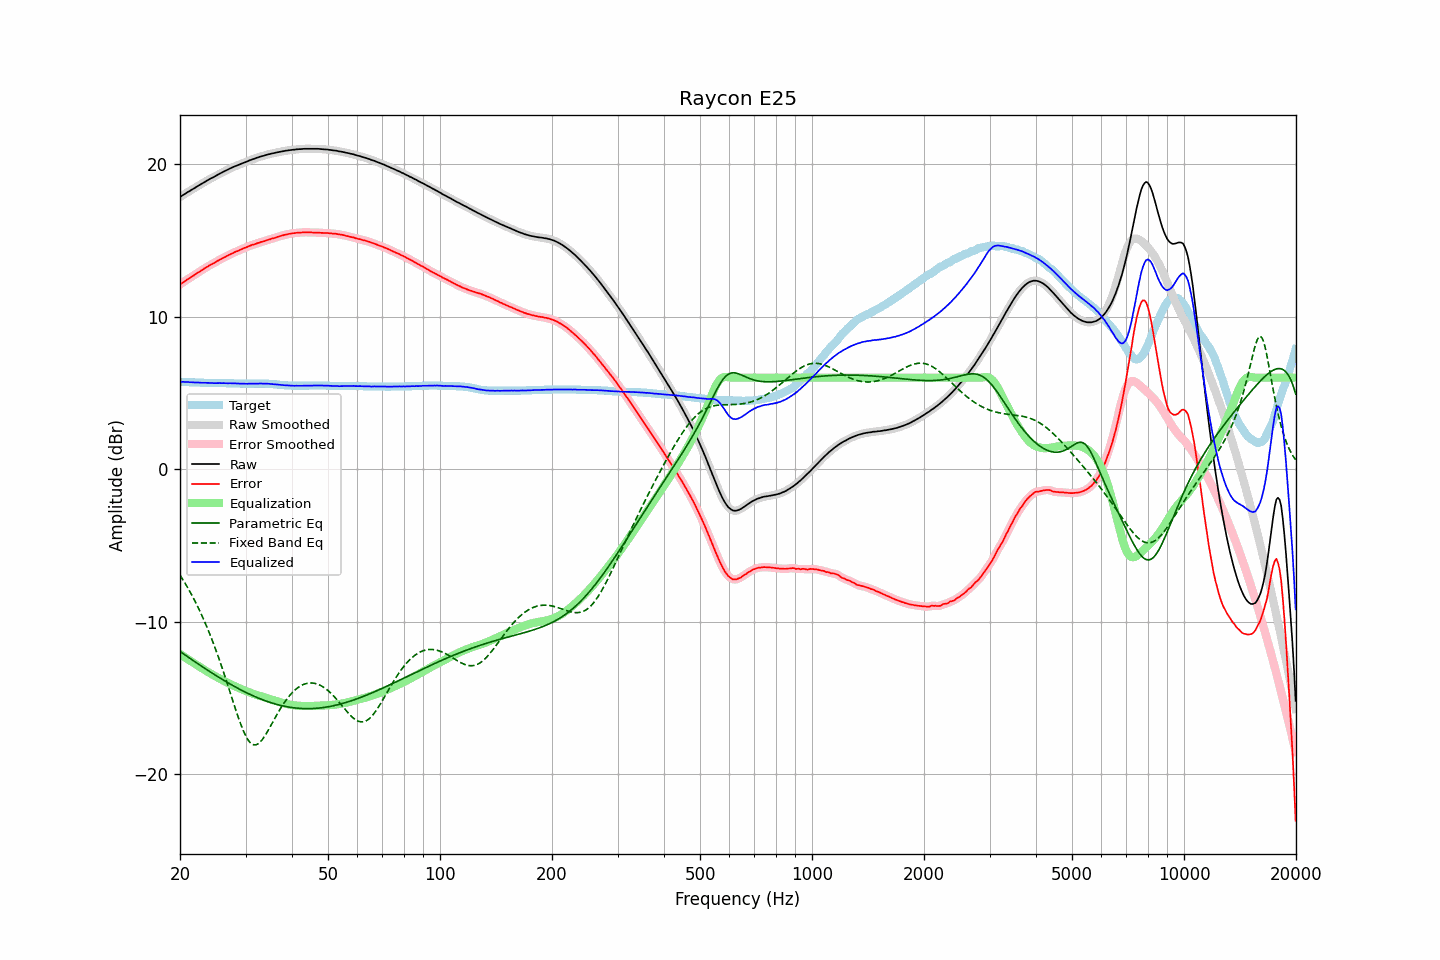 Raycon E25
Amplitude (dBr)
20
10
0
−10
−20
Target
Raw Smoothed
Error Smoothed
Raw
Error
Equalization
Parametric Eq
Fixed Band Eq
Equalized
20 50 100 200 500 1000 2000 5000 10000 20000
Frequency (Hz)